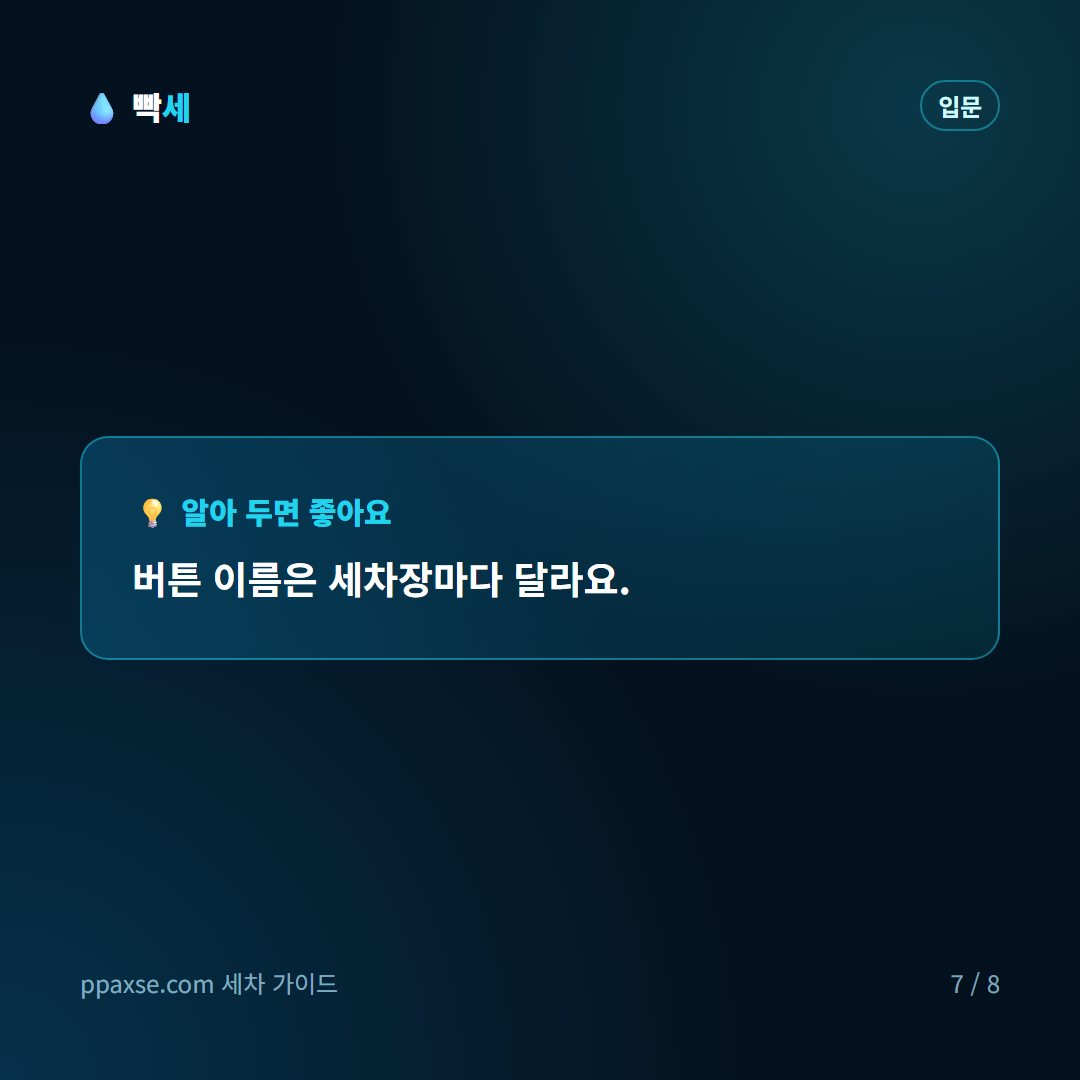 빡세
입문
알아 두면 좋아요
버튼 이름은 세차장마다 달라요.
ppaxse.com 세차 가이드
7 / 8